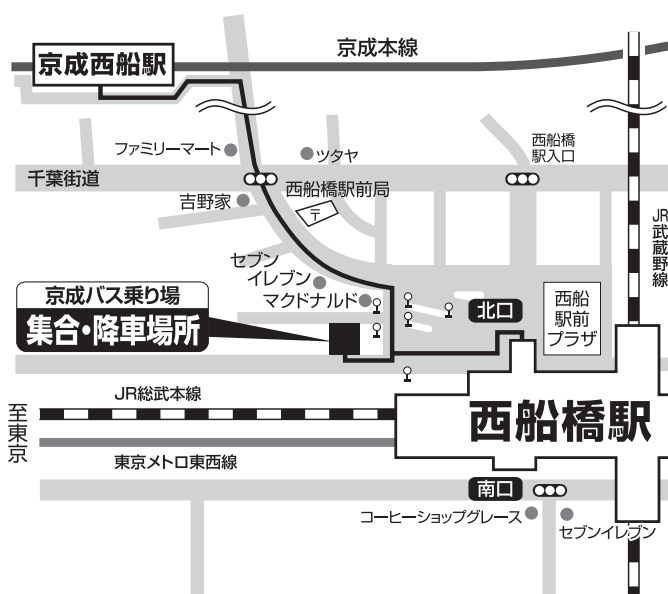 京成本線
京成西船駅
ファミリーマート
ツタヤ
西船橋
駅入口
千葉街道
吉野家
西船橋駅前局
〒
JR武蔵野線
セブン
イレブン
マクドナルド
京成バス乗り場
集合・降車場所
北口
西船
駅前
プラザ
JR総武本線
至東京
西船橋駅
東京メトロ東西線
南口
コーヒーショップグレース
セブンイレブン